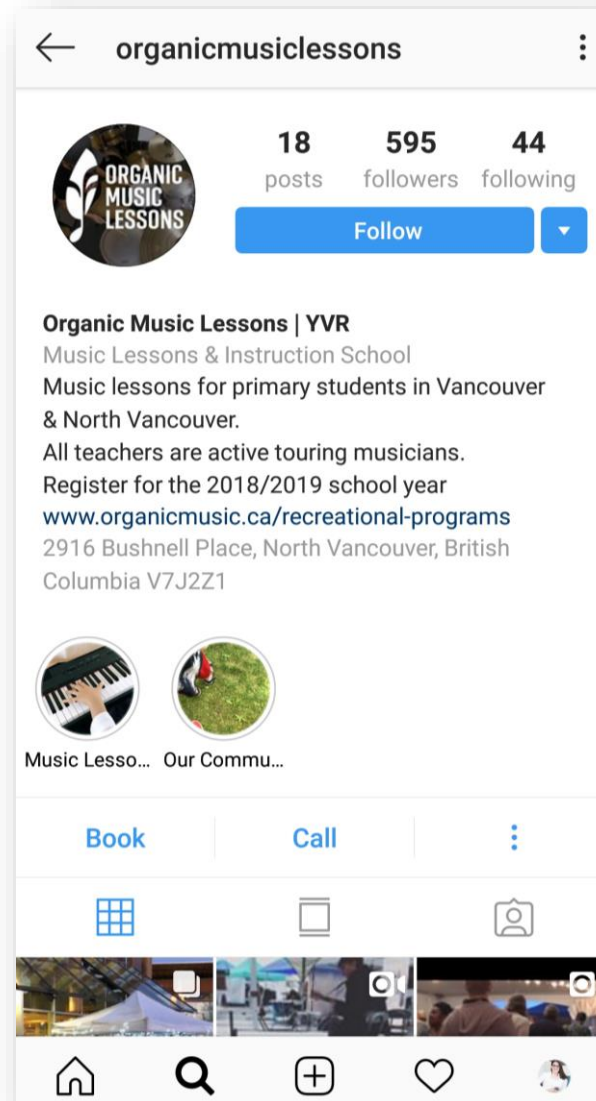 organicmusiclessons
ORGANIC
MUSIC
LESSONS
18 595 44
posts followers following
Follow
Organic Music Lessons | YVR
Music Lessons & Instruction School
Music lessons for primary students in Vancouver
& North Vancouver.
All teachers are active touring musicians.
Register for the 2018/2019 school year
www.organicmusic.ca/recreational-programs
2916 Bushnell Place, North Vancouver, British
Columbia V7J2Z1
Music Lesso... Our Commu...
Book Call